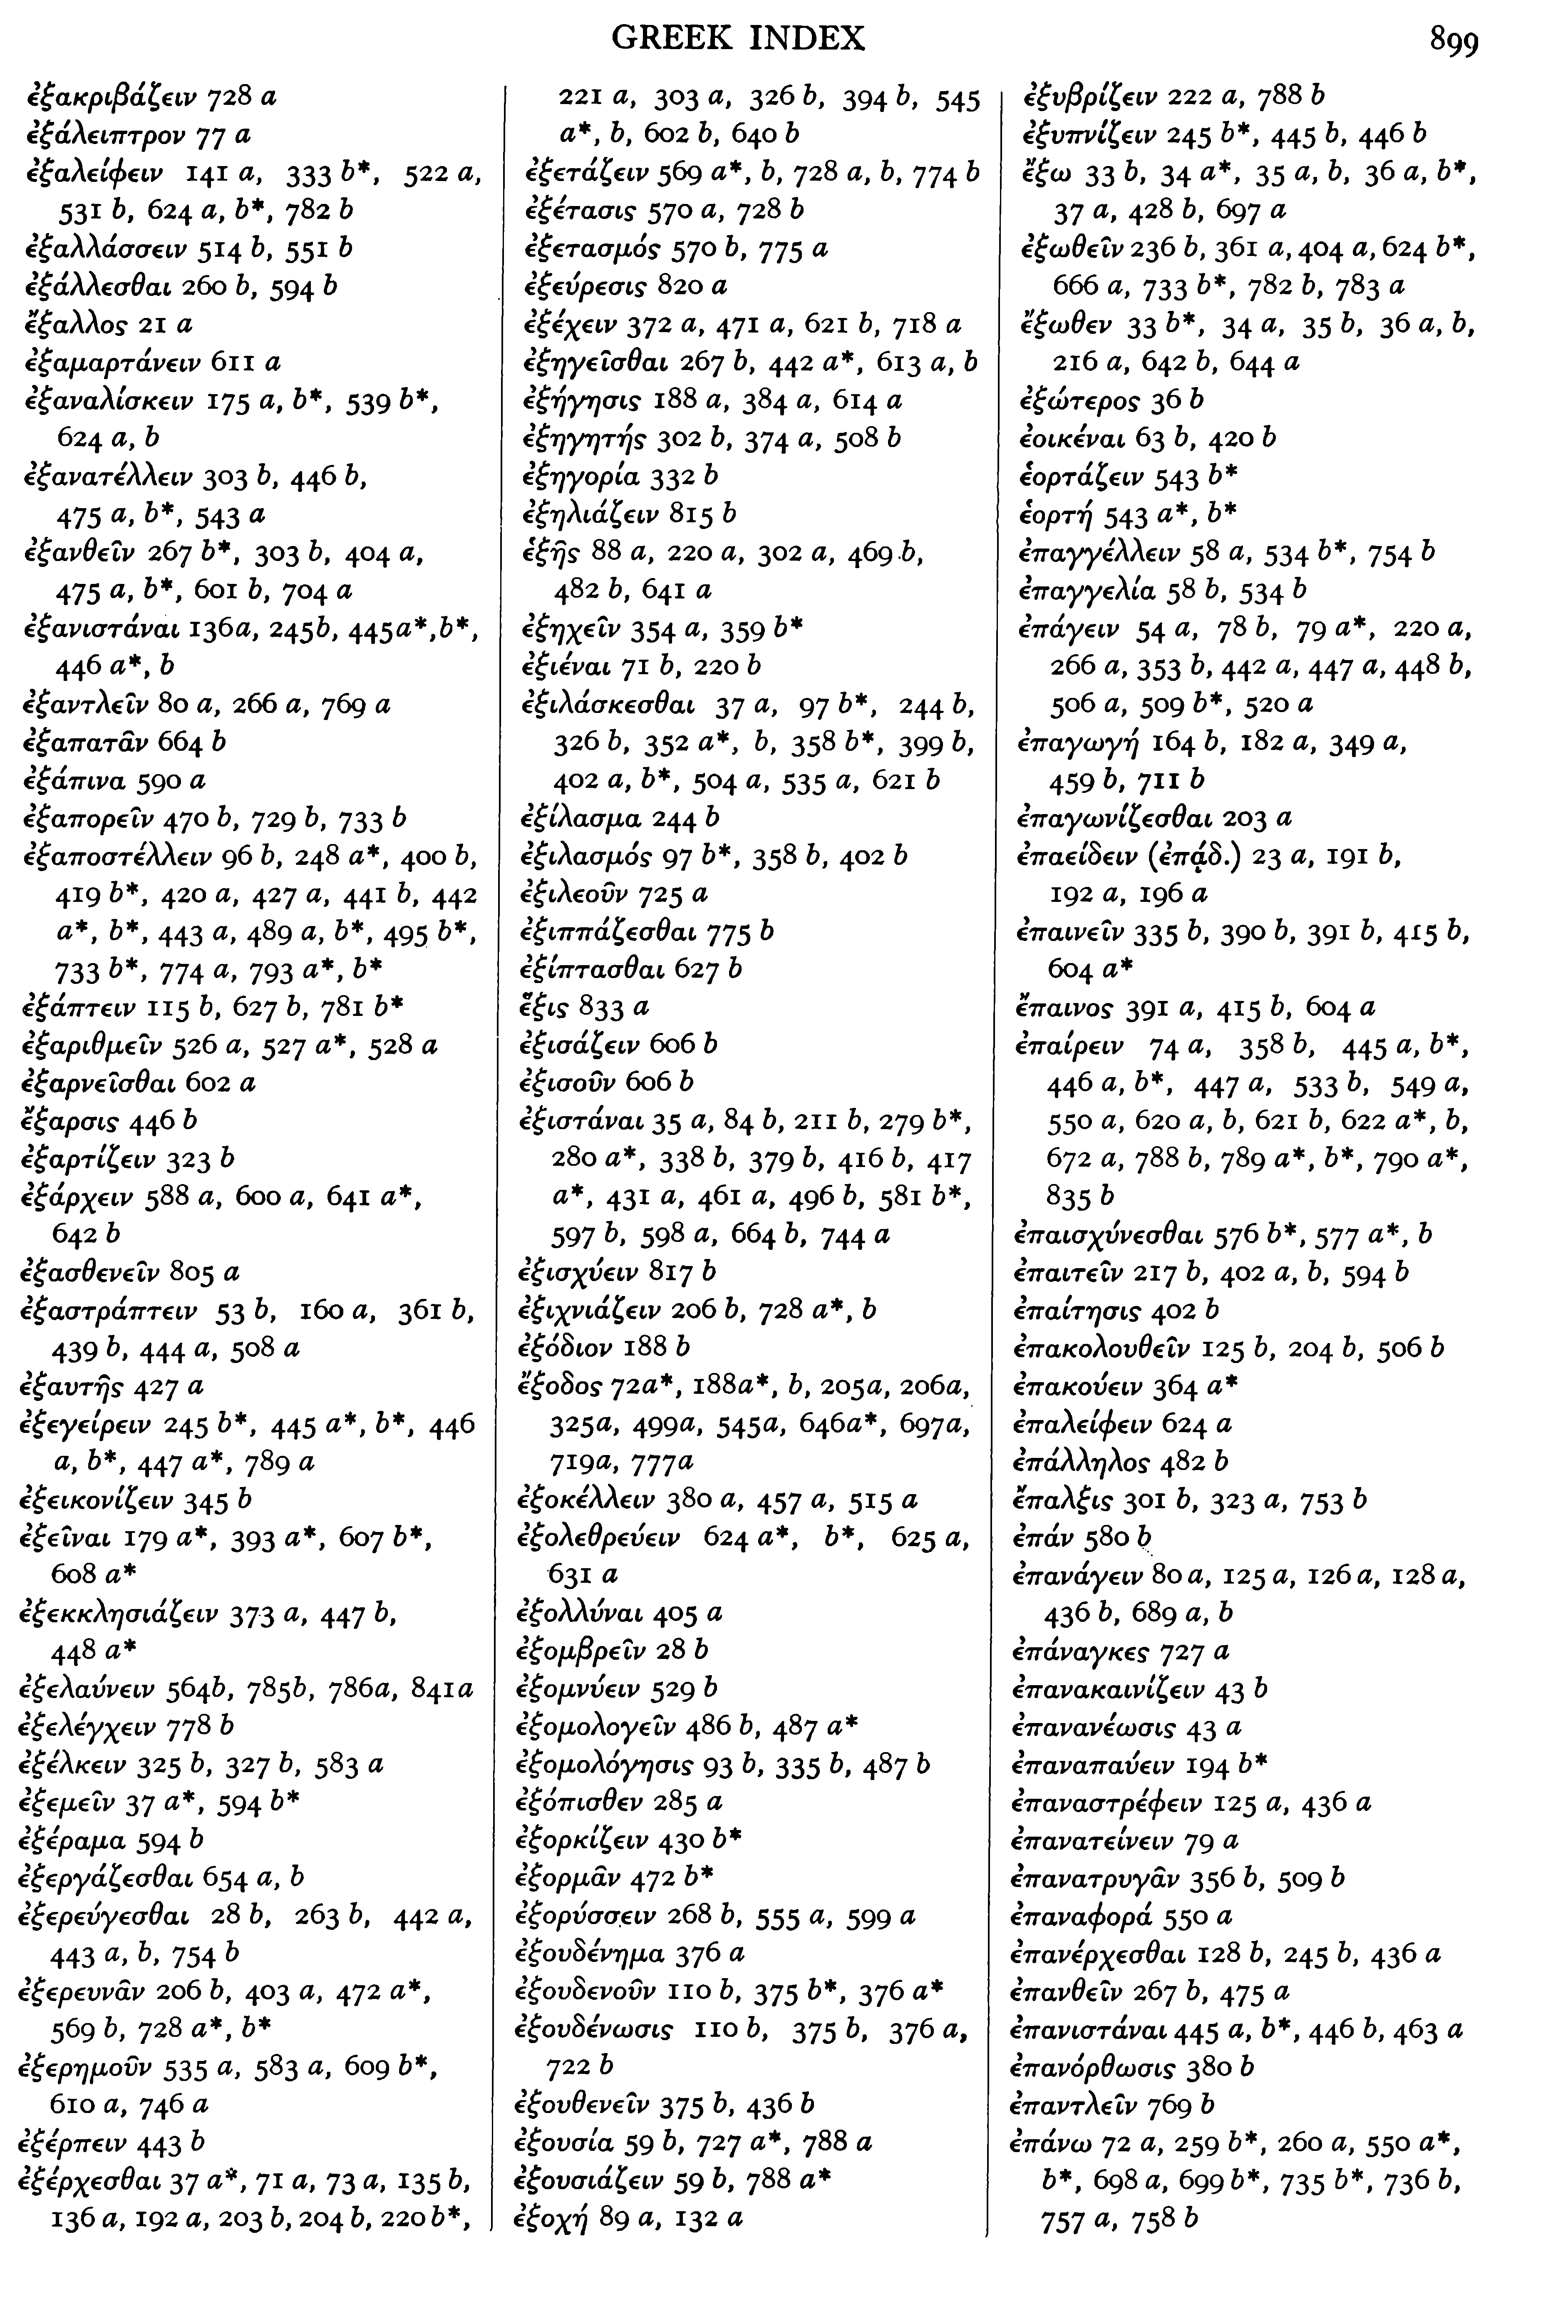 GREEK INDEX 899
ἐξακριβάζειν 728 a
ἐξάλειπτρον 77 a
ἐξαλείφειν 141 a, 333 b*, 522 a,
531 b, 624 a, b*, 782 b
ἐξαλλάσσειν 514 b, 551 b
ἐξάλλεσθαι 260 b, 594 b
ἔξαλλος 21 a
ἐξαμαρτάνειν 611 a
ἐξαναλίσκειν 175 a, b*, 539 b*,
624 a, b
ἐξανατέλλειν 303 b, 446 b,
475 a, b*, 543 a
ἐξανθεῖν 267 b*, 303 b, 404 a,
475 a, b*, 601 b, 704 a
ἐξανιστάναι 136a, 245b, 445a*,b*,
446 a*, b
ἐξαντλεῖν 80 a, 266 a, 769 a
ἐξαπατᾶν 664 b
ἐξάπινα 590 a
ἐξαπορεῖν 470 b, 729 b, 733 b
ἐξαποστέλλειν 96 b, 248 a*, 400 b,
419 b*, 420 a, 427 a, 441 b, 442
a*, b*, 443 a, 489 a, b*, 495 b*,
733 b*, 774 a, 793 a*, b*
ἐξάπτειν 115 b, 627 b, 781 b*
ἐξαριθμεῖν 526 a, 527 a*, 528 a
ἐξαρνεῖσθαι 602 a
ἔξαρσις 446 b
ἐξαρτίζειν 323 b
ἐξάρχειν 588 a, 600 a, 641 a*,
642 b
ἐξασθενεῖν 805 a
ἐξαστράπτειν 53 b, 160 a, 361 b,
439 b, 444 a, 508 a
ἐξαυτῆς 427 a
ἐξεγείρειν 245 b*, 445 a*, b*, 446
a, b*, 447 a*, 789 a
ἐξεικονίζειν 345 b
ἐξεῖναι 179 a*, 393 a*, 607 b*,
608 a*
ἐξεκκλησιάζειν 373 a, 447 b,
448 a*
ἐξελαύνειν 564b, 785b, 786a, 841a
ἐξελέγχειν 778 b
ἐξέλκειν 325 b, 327 b, 583 a
ἐξεμεῖν 37 a*, 594 b*
ἐξέραμα 594 b
ἐξεργάζεσθαι 654 a, b
ἐξερεύγεσθαι 28 b, 263 b, 442 a,
443 a, b, 754 b
ἐξερευνᾶν 206 b, 403 a, 472 a*,
569 b, 728 a*, b*
ἐξερημοῦν 535 a, 583 a, 609 b*,
610 a, 746 a
ἐξέρπειν 443 b
ἐξέρχεσθαι 37 a*, 71 a, 73 a, 135 b,
136 a, 192 a, 203 b, 204 b, 220 b*,
221 a, 303 a, 326 b, 394 b, 545
a*, b, 602 b, 640 b
ἐξετάζειν 569 a*, b, 728 a, b, 774 b
ἐξέτασις 570 a, 728 b
ἐξετασμός 570 b, 775 a
ἐξεύρεσις 820 a
ἐξέχειν 372 a, 471 a, 621 b, 718 a
ἐξηγεῖσθαι 267 b, 442 a*, 613 a, b
ἐξήγησις 188 a, 384 a, 614 a
ἐξηγητής 302 b, 374 a, 508 b
ἐξηγορία 332 b
ἐξηλιάζειν 815 b
ἑξῆς 88 a, 220 a, 302 a, 469 b,
482 b, 641 a
ἐξηχεῖν 354 a, 359 b*
ἐξιέναι 71 b, 220 b
ἐξιλάσκεσθαι 37 a, 97 b*, 244 b,
326 b, 352 a*, b, 358 b*, 399 b,
402 a, b*, 504 a, 535 a, 621 b
ἐξίλασμα 244 b
ἐξιλασμός 97 b*, 358 b, 402 b
ἐξιλεοῦν 725 a
ἐξιππάζεσθαι 775 b
ἐξίπτασθαι 627 b
ἕξις 833 a
ἐξισάζειν 606 b
ἐξισοῦν 606 b
ἐξιστάναι 35 a, 84 b, 211 b, 279 b*,
280 a*, 338 b, 379 b, 416 b, 417
a*, 431 a, 461 a, 496 b, 581 b*,
597 b, 598 a, 664 b, 744 a
ἐξισχύειν 817 b
ἐξιχνιάζειν 206 b, 728 a*, b
ἐξόδιον 188 b
ἔξοδος 72a*, 188a*, b, 205a, 206a,
325a, 499a, 545a, 646a*, 697a,
719a, 777a
ἐξοκέλλειν 380 a, 457 a, 515 a
ἐξολεθρεύειν 624 a*, b*, 625 a,
631 a
ἐξολλύναι 405 a
ἐξομβρεῖν 28 b
ἐξομνύειν 529 b
ἐξομολογεῖν 486 b, 487 a*
ἐξομολόγησις 93 b, 335 b, 487 b
ἐξόπισθεν 285 a
ἐξορκίζειν 430 b*
ἐξορμᾶν 472 b*
ἐξορύσσειν 268 b, 555 a, 599 a
ἐξουδένημα 376 a
ἐξουδενοῦν 110 b, 375 b*, 376 a*
ἐξουδένωσις 110 b, 375 b, 376 a,
722 b
ἐξουθενεῖν 375 b, 436 b
ἐξουσία 59 b, 727 a*, 788 a
ἐξουσιάζειν 59 b, 788 a*
ἐξοχή 89 a, 132 a
ἐξυβρίζειν 222 a, 788 b
ἐξυπνίζειν 245 b*, 445 b, 446 b
ἔξω 33 b, 34 a*, 35 a, b, 36 a, b*,
37 a, 428 b, 697 a
ἐξωθεῖν 236 b, 361 a, 404 a, 624 b*,
666 a, 733 b*, 782 b, 783 a
ἔξωθεν 33 b*, 34 a, 35 b, 36 a, b,
216 a, 642 b, 644 a
ἐξώτερος 36 b
ἐοικέναι 63 b, 420 b
ἑορτάζειν 543 b*
ἑορτή 543 a*, b*
ἐπαγγέλλειν 58 a, 534 b*, 754 b
ἐπαγγελία 58 b, 534 b
ἐπάγειν 54 a, 78 b, 79 a*, 220 a,
266 a, 353 b, 442 a, 447 a, 448 b,
506 a, 509 b*, 520 a
ἐπαγωγή 164 b, 182 a, 349 a,
459 b, 711 b
ἐπαγωνίζεσθαι 203 a
ἐπαείδειν (ἐπᾴδ.) 23 a, 191 b,
192 a, 196 a
ἐπαινεῖν 335 b, 390 b, 391 b, 415 b,
604 a*
ἔπαινος 391 a, 415 b, 604 a
ἐπαίρειν 74 a, 358 b, 445 a, b*,
446 a, b*, 447 a, 533 b, 549 a,
550 a, 620 a, b, 621 b, 622 a*, b,
672 a, 788 b, 789 a*, b*, 790 a*,
835 b
ἐπαισχύνεσθαι 576 b*, 577 a*, b
ἐπαιτεῖν 217 b, 402 a, b, 594 b
ἐπαίτησις 402 b
ἐπακολουθεῖν 125 b, 204 b, 506 b
ἐπακούειν 364 a*
ἐπαλείφειν 624 a
ἐπάλληλος 482 b
ἔπαλξις 301 b, 323 a, 753 b
ἐπάν 580 b
ἐπανάγειν 80 a, 125 a, 126 a, 128 a,
436 b, 689 a, b
ἐπάναγκες 727 a
ἐπανακαινίζειν 43 b
ἐπανανέωσις 43 a
ἐπαναπαύειν 194 b*
ἐπαναστρέφειν 125 a, 436 a
ἐπανατείνειν 79 a
ἐπανατρυγᾶν 356 b, 509 b
ἐπαναφορά 550 a
ἐπανέρχεσθαι 128 b, 245 b, 436 a
ἐπανθεῖν 267 b, 475 a
ἐπανιστάναι 445 a, b*, 446 b, 463 a
ἐπανόρθωσις 380 b
ἐπαντλεῖν 769 b
ἐπάνω 72 a, 259 b*, 260 a, 550 a*,
b*, 698 a, 699 b*, 735 b*, 736 b,
757 a, 758 b